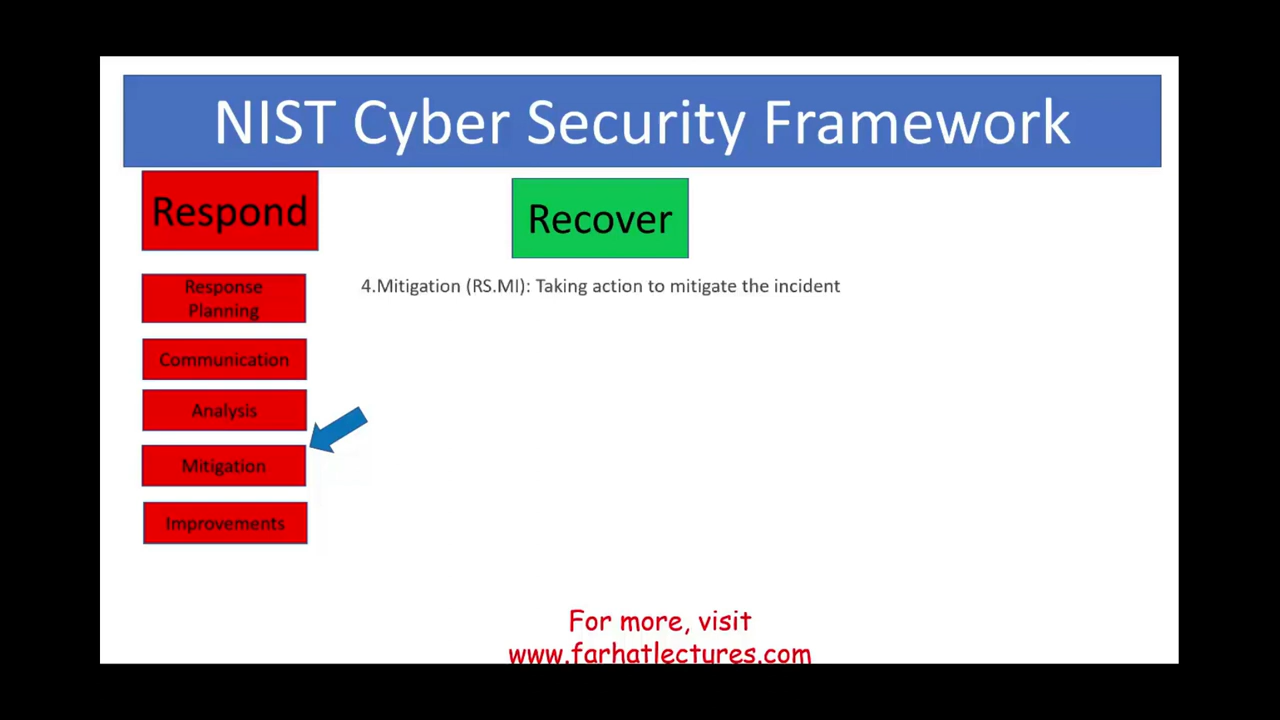 NIST Cyber Security Framework
Respond
Recover
Response
Planning
4.Mitigation (RS.MI): Taking action to mitigate the incident
Communication
Analysis
Mitigation
Improvements
For more, visit
www.farhatlectures.com